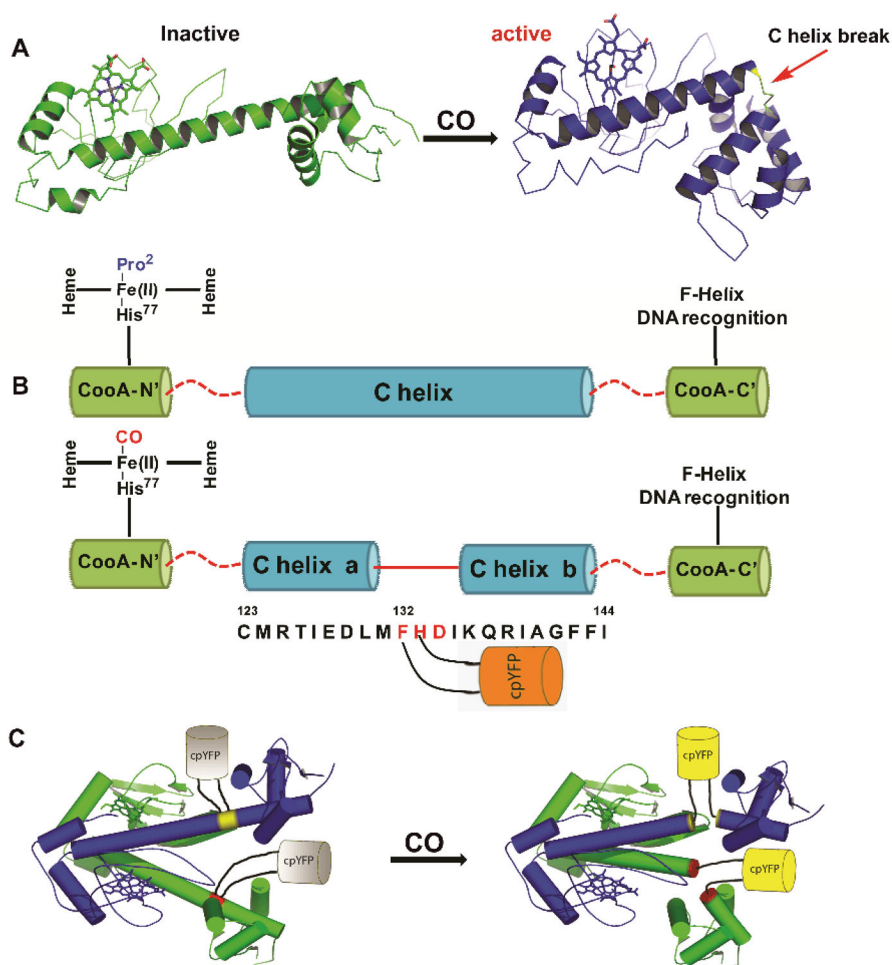 A
Inactive
active
C helix break
CO
B
Pro2
Heme
Fe(II)
Heme
His77
F-Helix
DNA recognition
CooA-N'
C helix
CooA-C'
CO
Heme
Fe(II)
Heme
His77
F-Helix
DNA recognition
CooA-N'
C helix a
C helix b
CooA-C'
123
132
144
CMRTIEDLMFHDIKQRIAGFFI
cpYFP
C
cpYFP
cpYFP
CO
cpYFP
cpYFP